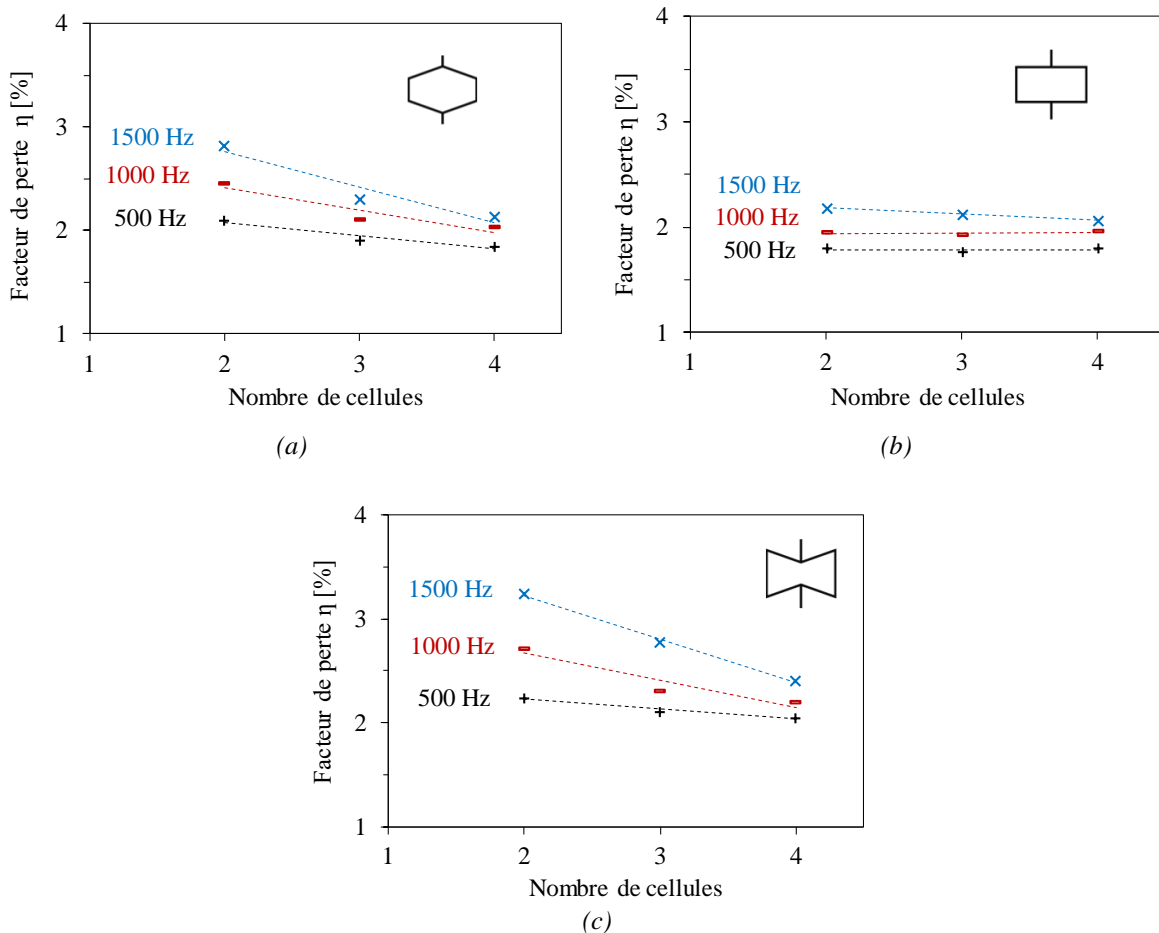 4
3
2
1
Facteur de perte η [%]
1500 Hz
1000 Hz
500 Hz
1 2 3 4
Nombre de cellules
(a)
4
3
2
1
Facteur de perte η [%]
1500 Hz
1000 Hz
500 Hz
1 2 3 4
Nombre de cellules
(b)
4
3
2
1
Facteur de perte η [%]
1500 Hz
1000 Hz
500 Hz
1 2 3 4
Nombre de cellules
(c)